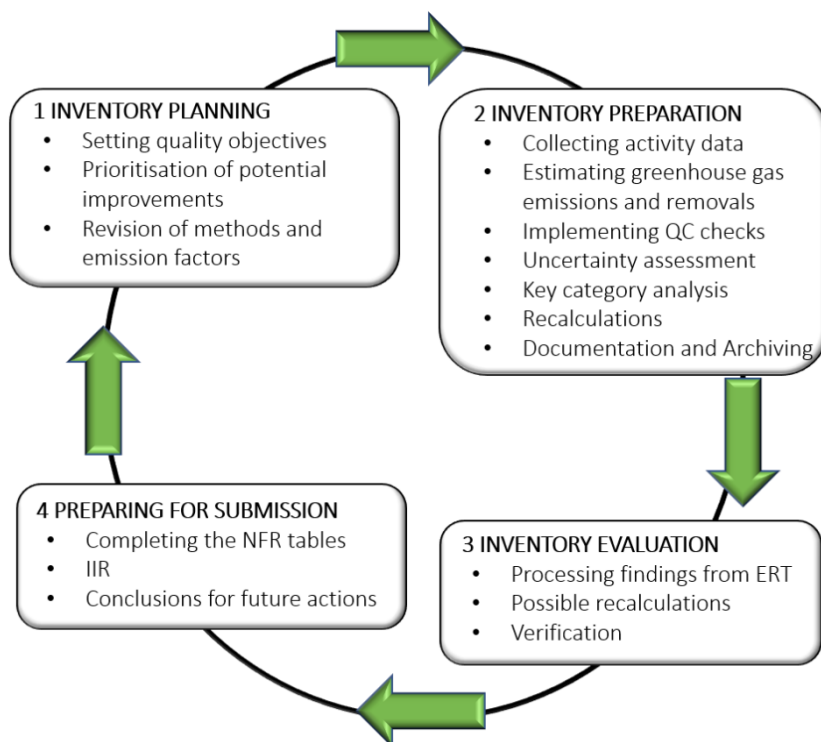 1 INVENTORY PLANNING
• Setting quality objectives
• Prioritisation of potential
improvements
• Revision of methods and
emission factors
2 INVENTORY PREPARATION
• Collecting activity data
• Estimating greenhouse gas
emissions and removals
• Implementing QC checks
• Uncertainty assessment
• Key category analysis
• Recalculations
• Documentation and Archiving
3 INVENTORY EVALUATION
• Processing findings from ERT
• Possible recalculations
• Verification
4 PREPARING FOR SUBMISSION
• Completing the NFR tables
• IIR
• Conclusions for future actions